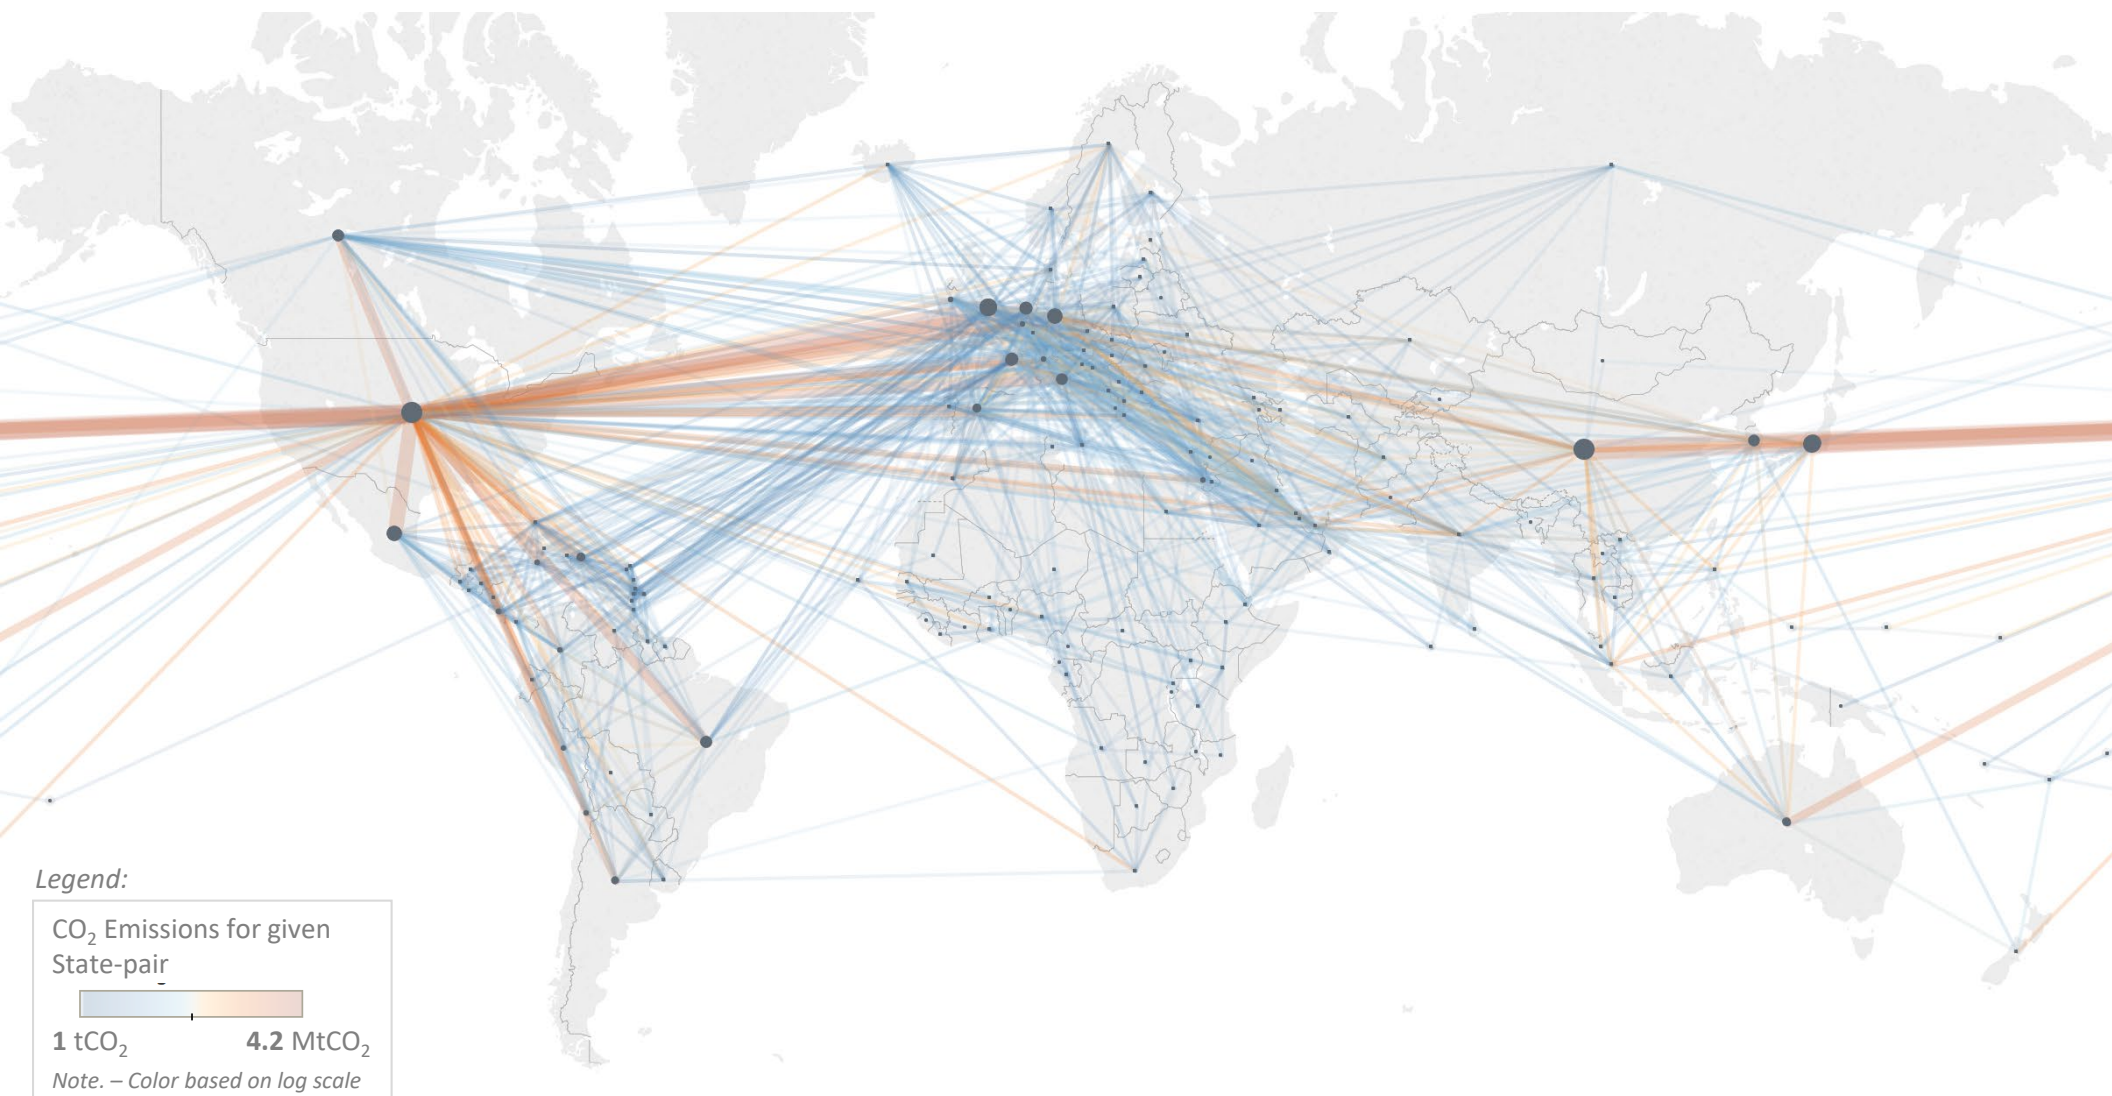 Legend:
CO₂ Emissions for given
State-pair
1 tCO₂ 4.2 MtCO₂
Note. – Color based on log scale